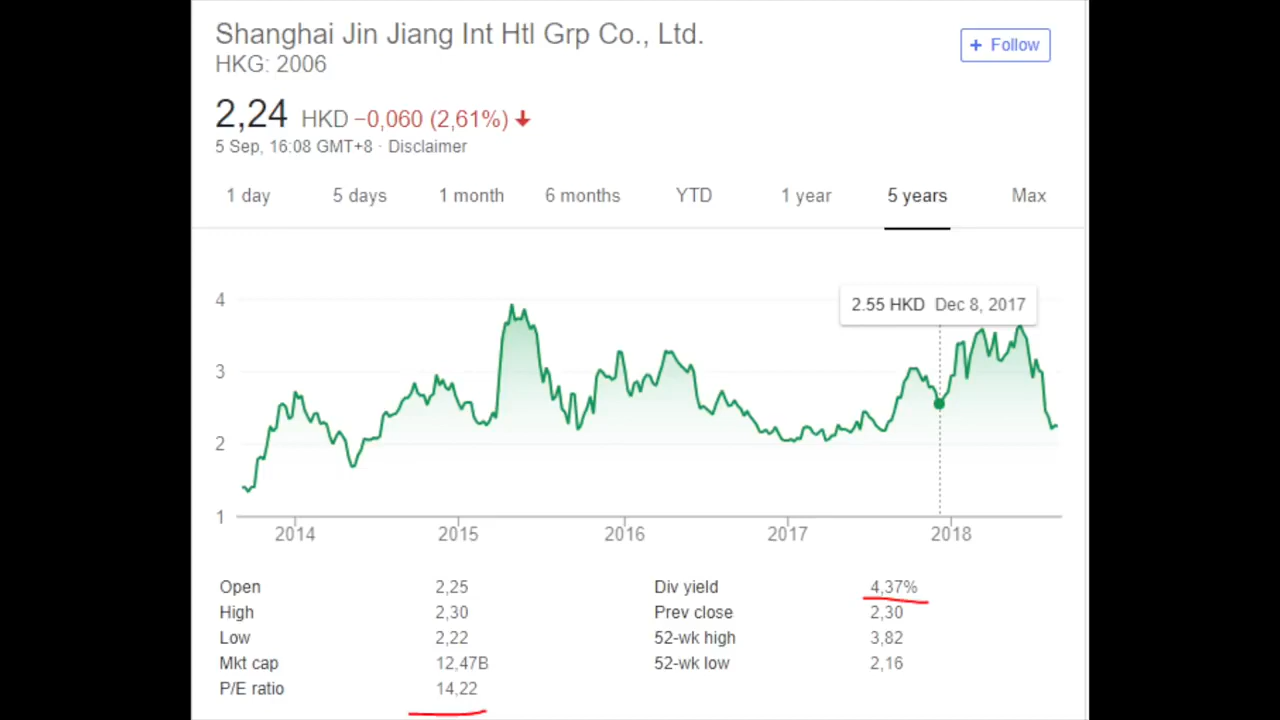 Shanghai Jin Jiang Int Htl Grp Co., Ltd.
HKG: 2006
+ Follow
2,24 HKD −0,060 (2,61%) ↓
5 Sep, 16:08 GMT+8 · Disclaimer
1 day 5 days 1 month 6 months YTD 1 year 5 years Max
2.55 HKD Dec 8, 2017
4
3
2
1
2014 2015 2016 2017 2018
Open 2,25 Div yield 4,37%
High 2,30 Prev close 2,30
Low 2,22 52-wk high 3,82
Mkt cap 12,47B 52-wk low 2,16
P/E ratio 14,22